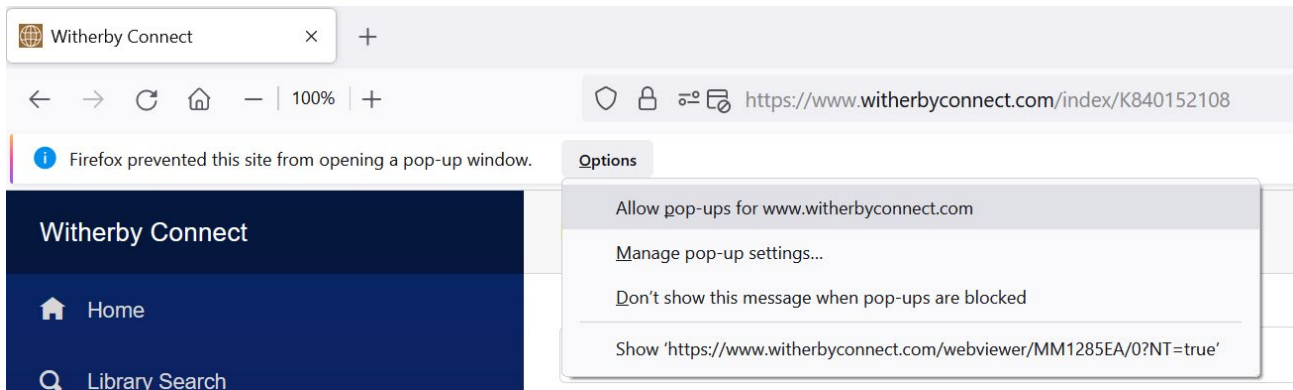 Witherby Connect
100%
https://www.witherbyconnect.com/index/K840152108
Firefox prevented this site from opening a pop-up window.
Options
Allow pop-ups for www.witherbyconnect.com
Manage pop-up settings...
Don't show this message when pop-ups are blocked
Show 'https://www.witherbyconnect.com/webviewer/MM1285EA/0?NT=true'
Witherby Connect
Home
Library Search